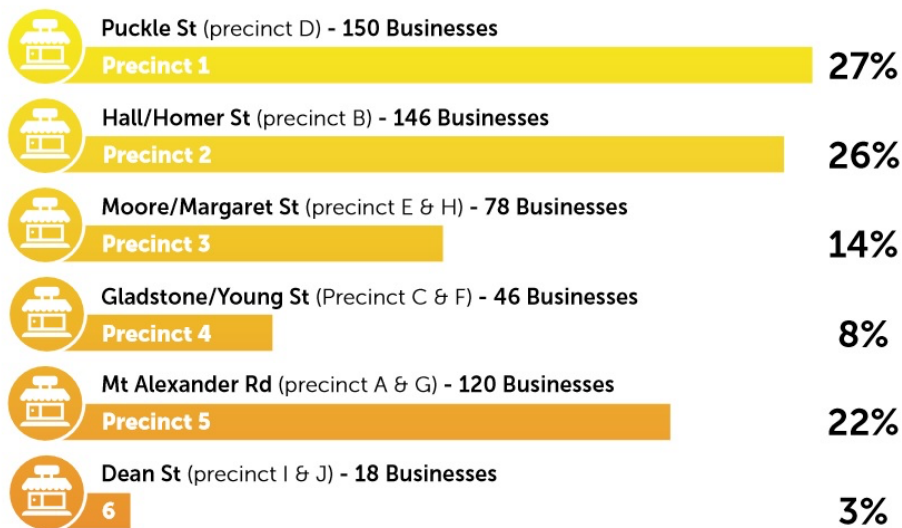 Puckle St (precinct D) - 150 Businesses
Precinct 1
27%
Hall/Homer St (precinct B) - 146 Businesses
Precinct 2
26%
Moore/Margaret St (precinct E & H) - 78 Businesses
Precinct 3
14%
Gladstone/Young St (Precinct C & F) - 46 Businesses
Precinct 4
8%
Mt Alexander Rd (precinct A & G) - 120 Businesses
Precinct 5
22%
Dean St (precinct I & J) - 18 Businesses
6
3%